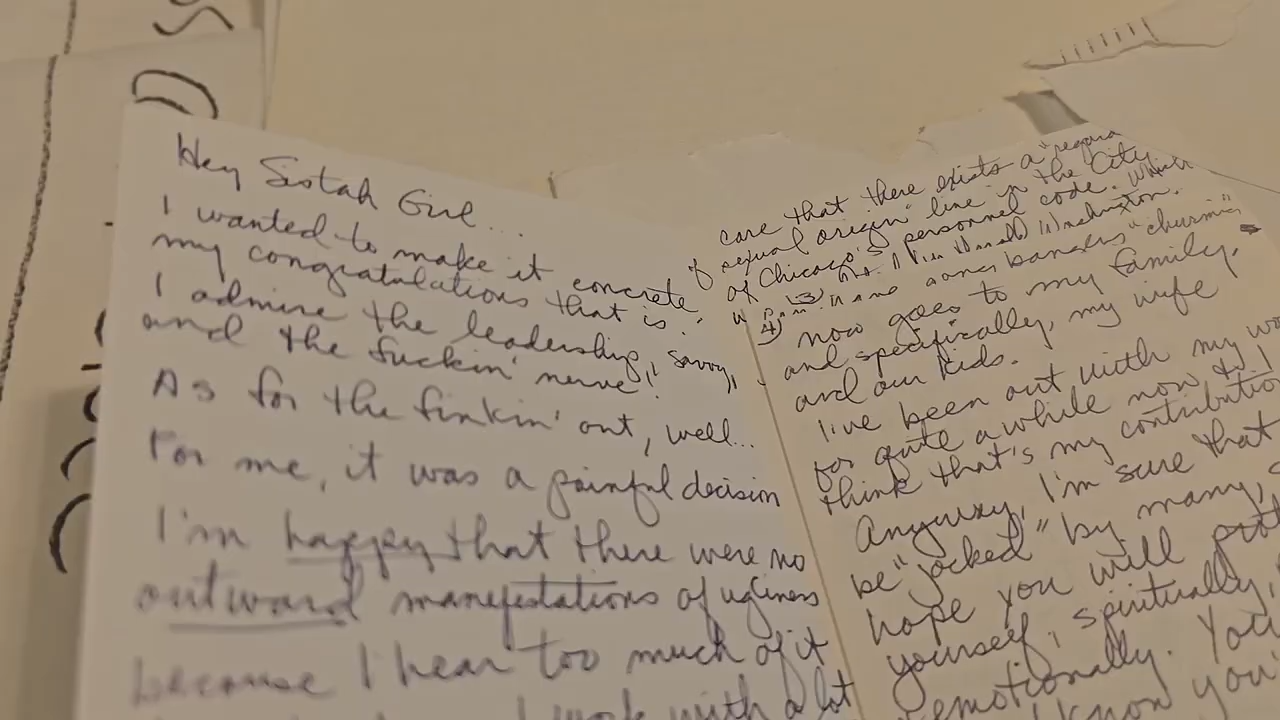 Hey Sistah Girl...
I wanted to make it concrete
my congratulations that is.
I admire the leadership, savvy,
and the fuckin' nerve!
As for the finkin' out, well...
For me, it was a painful decision
I'm happy that there were no
outward manefestations of ugliness
because I hear too much of it
I work with a lot
care that there exists a "
of sexual origin" line in the City
of Chicago's personnel code. Which
Washington.
4)
now goes to my family.
and specifically, my wife
and our kids.
I've been out with my
for quite a while now &
think that's my contribution
Anyway, I'm sure that
be "jocked" by many,
hope you will
yourself, spiritually,
emotionally. You
I know you